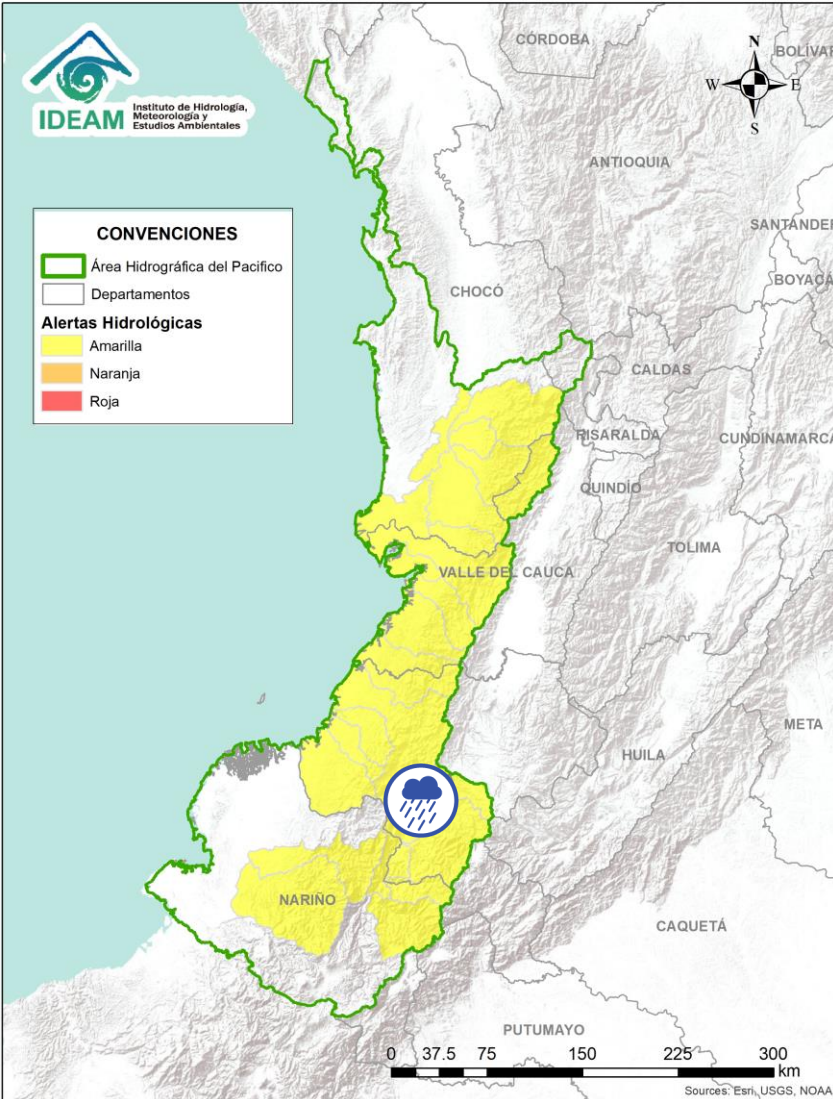 IDEAM
Instituto de Hidrología,
Meteorología y
Estudios Ambientales
CÓRDOBA
BOLÍVAR
N
W
E
S
ANTIOQUIA
SANTANDER
BOYACÁ
CONVENCIONES
Área Hidrográfica del Pacifico
Departamentos
Alertas Hidrológicas
Amarilla
Naranja
Roja
CHOCÓ
CALDAS
RISARALDA
CUNDINAMARCA
QUINDÍO
TOLIMA
VALLE DEL CAUCA
META
HUILA
NARIÑO
CAQUETÁ
PUTUMAYO
0 37.5 75 150 225 300
km
Sources: Esri, USGS, NOAA